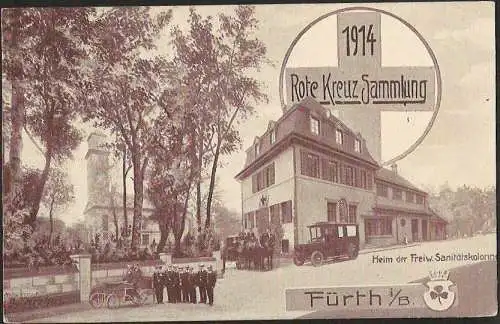 1914
Rote Kreuz Sammlung
Heim der Freiw. Sanitätskolonne
Fürth i/B.